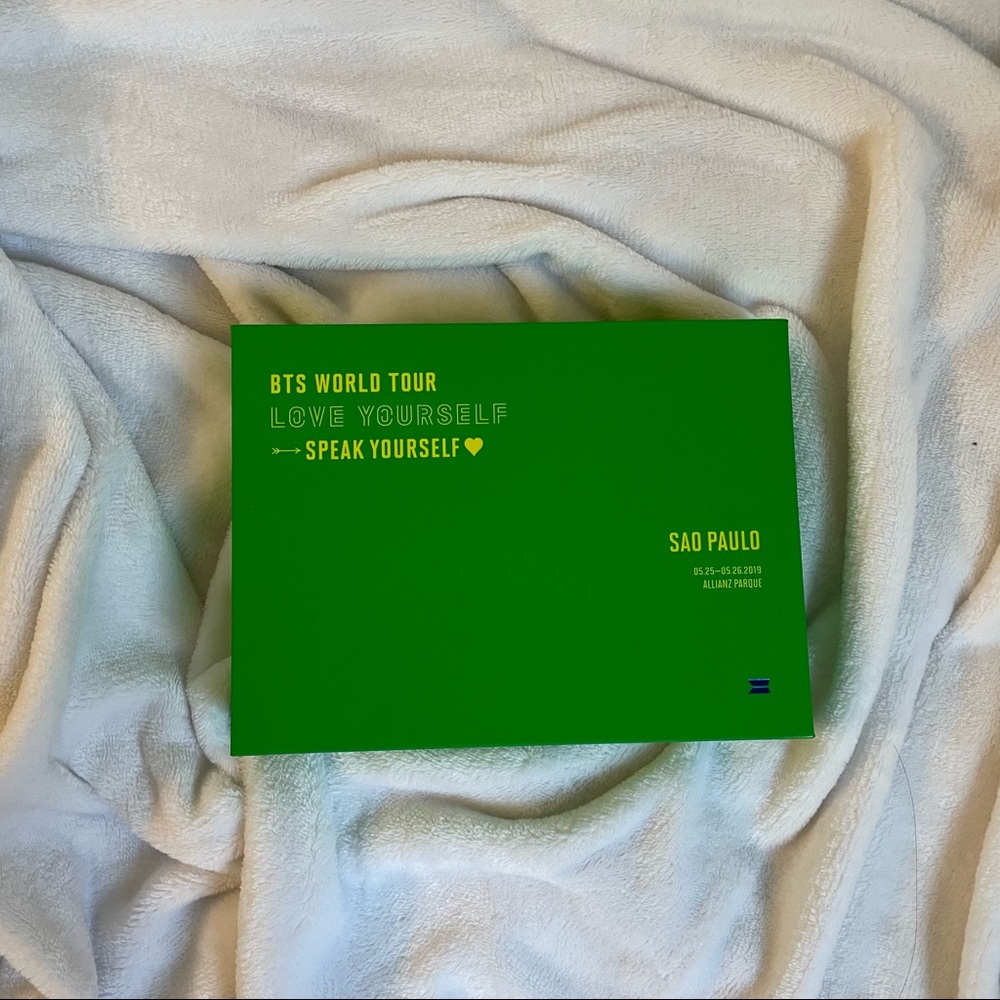 BTS WORLD TOUR
LOVE YOURSELF
SPEAK YOURSELF
SAO PAULO
05.25–05.26.2019
ALLIANZ PARQUE